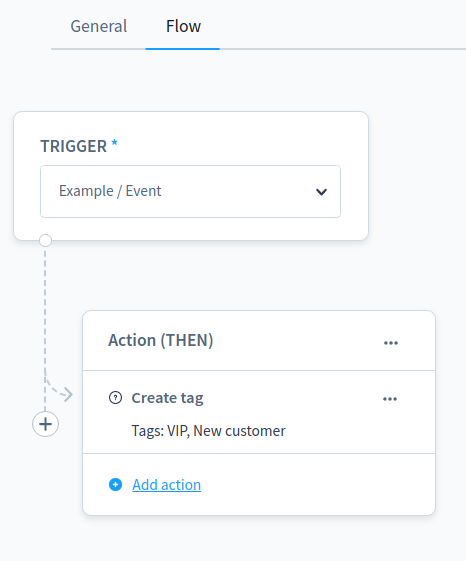 General Flow
TRIGGER *
Example / Event
Action (THEN)
Create tag
Tags: VIP, New customer
Add action